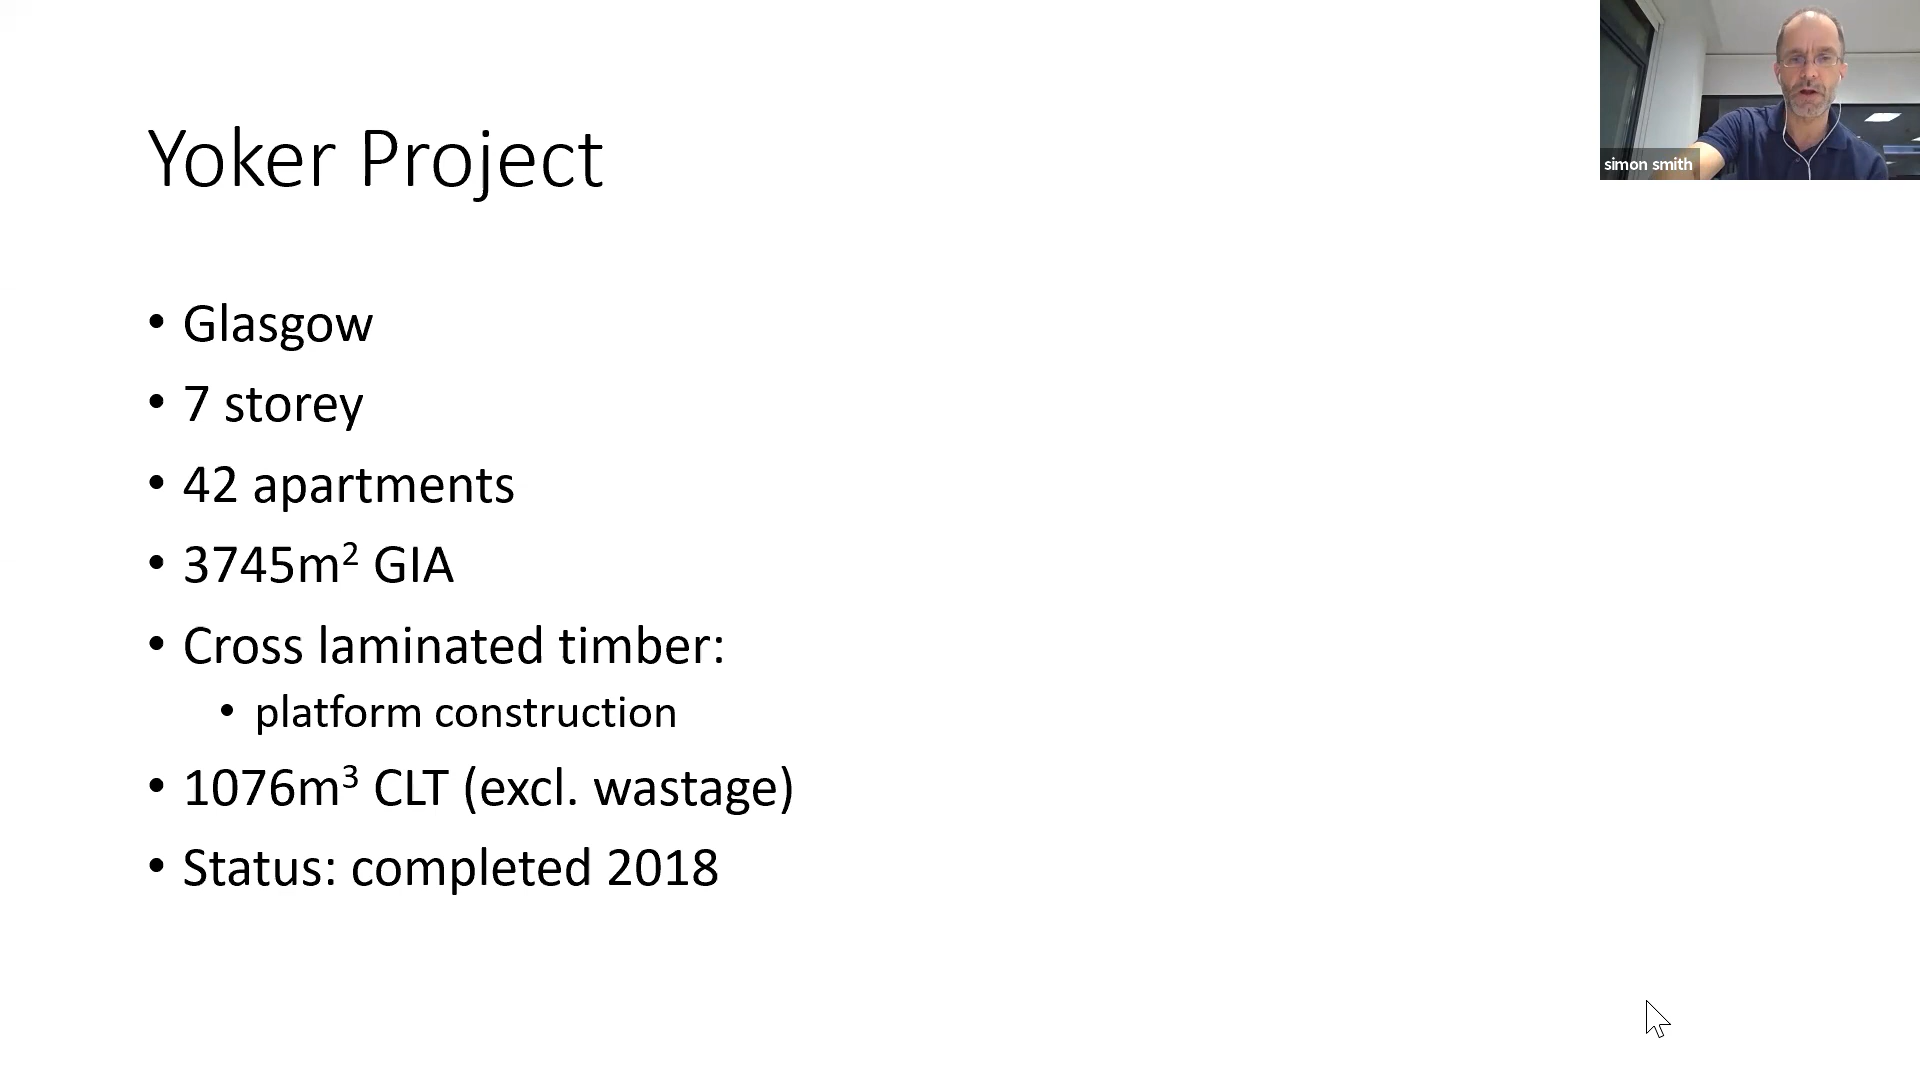 Yoker Project
• Glasgow
• 7 storey
• 42 apartments
• 3745m² GIA
• Cross laminated timber:
• platform construction
• 1076m³ CLT (excl. wastage)
• Status: completed 2018
simon smith